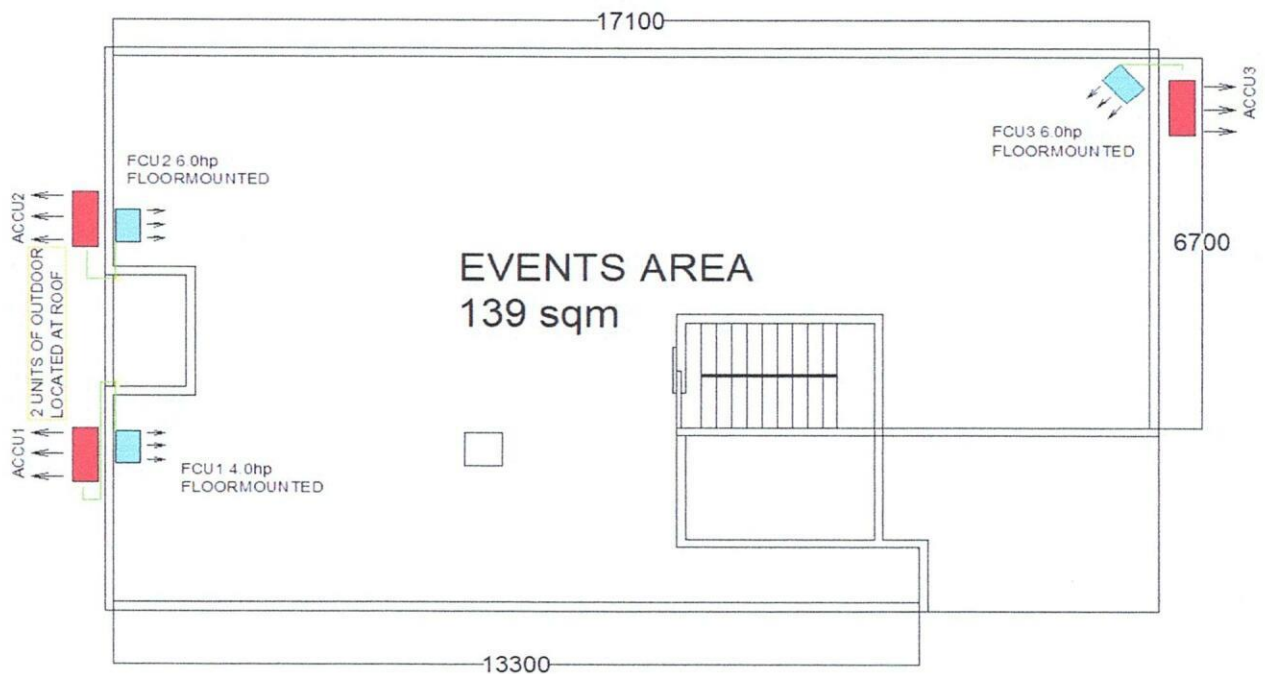 17100
FCU2 6.0hp
FLOORMOUNTED
ACCU2
FCU3 6.0hp
FLOORMOUNTED
ACCU3
6700
EVENTS AREA
139 sqm
2 UNITS OF OUTDOOR
LOCATED AT ROOF
ACCU1
FCU1 4.0hp
FLOORMOUNTED
13300